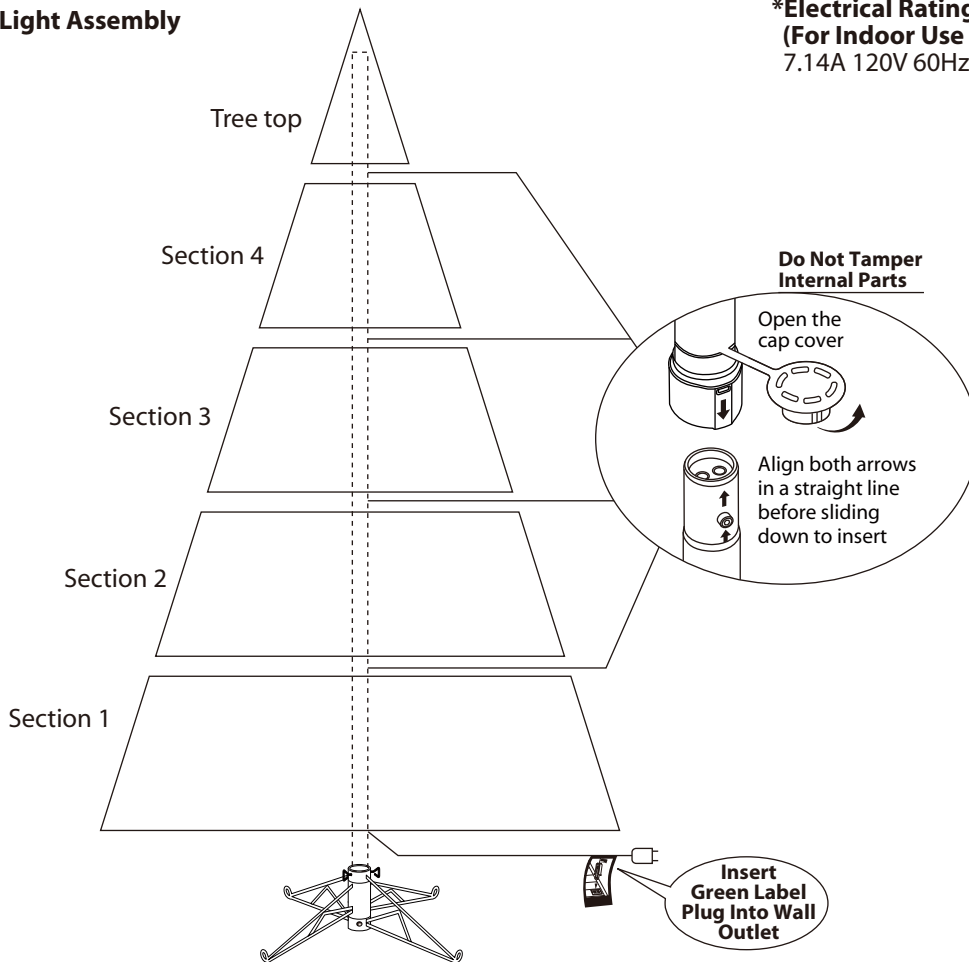 Light Assembly
*Electrical Rating
(For Indoor Use
7.14A 120V 60Hz
Tree top
Section 4
Do Not Tamper
Internal Parts
Open the
cap cover
Section 3
Align both arrows
in a straight line
before sliding
down to insert
Section 2
Section 1
Insert
Green Label
Plug Into Wall
Outlet